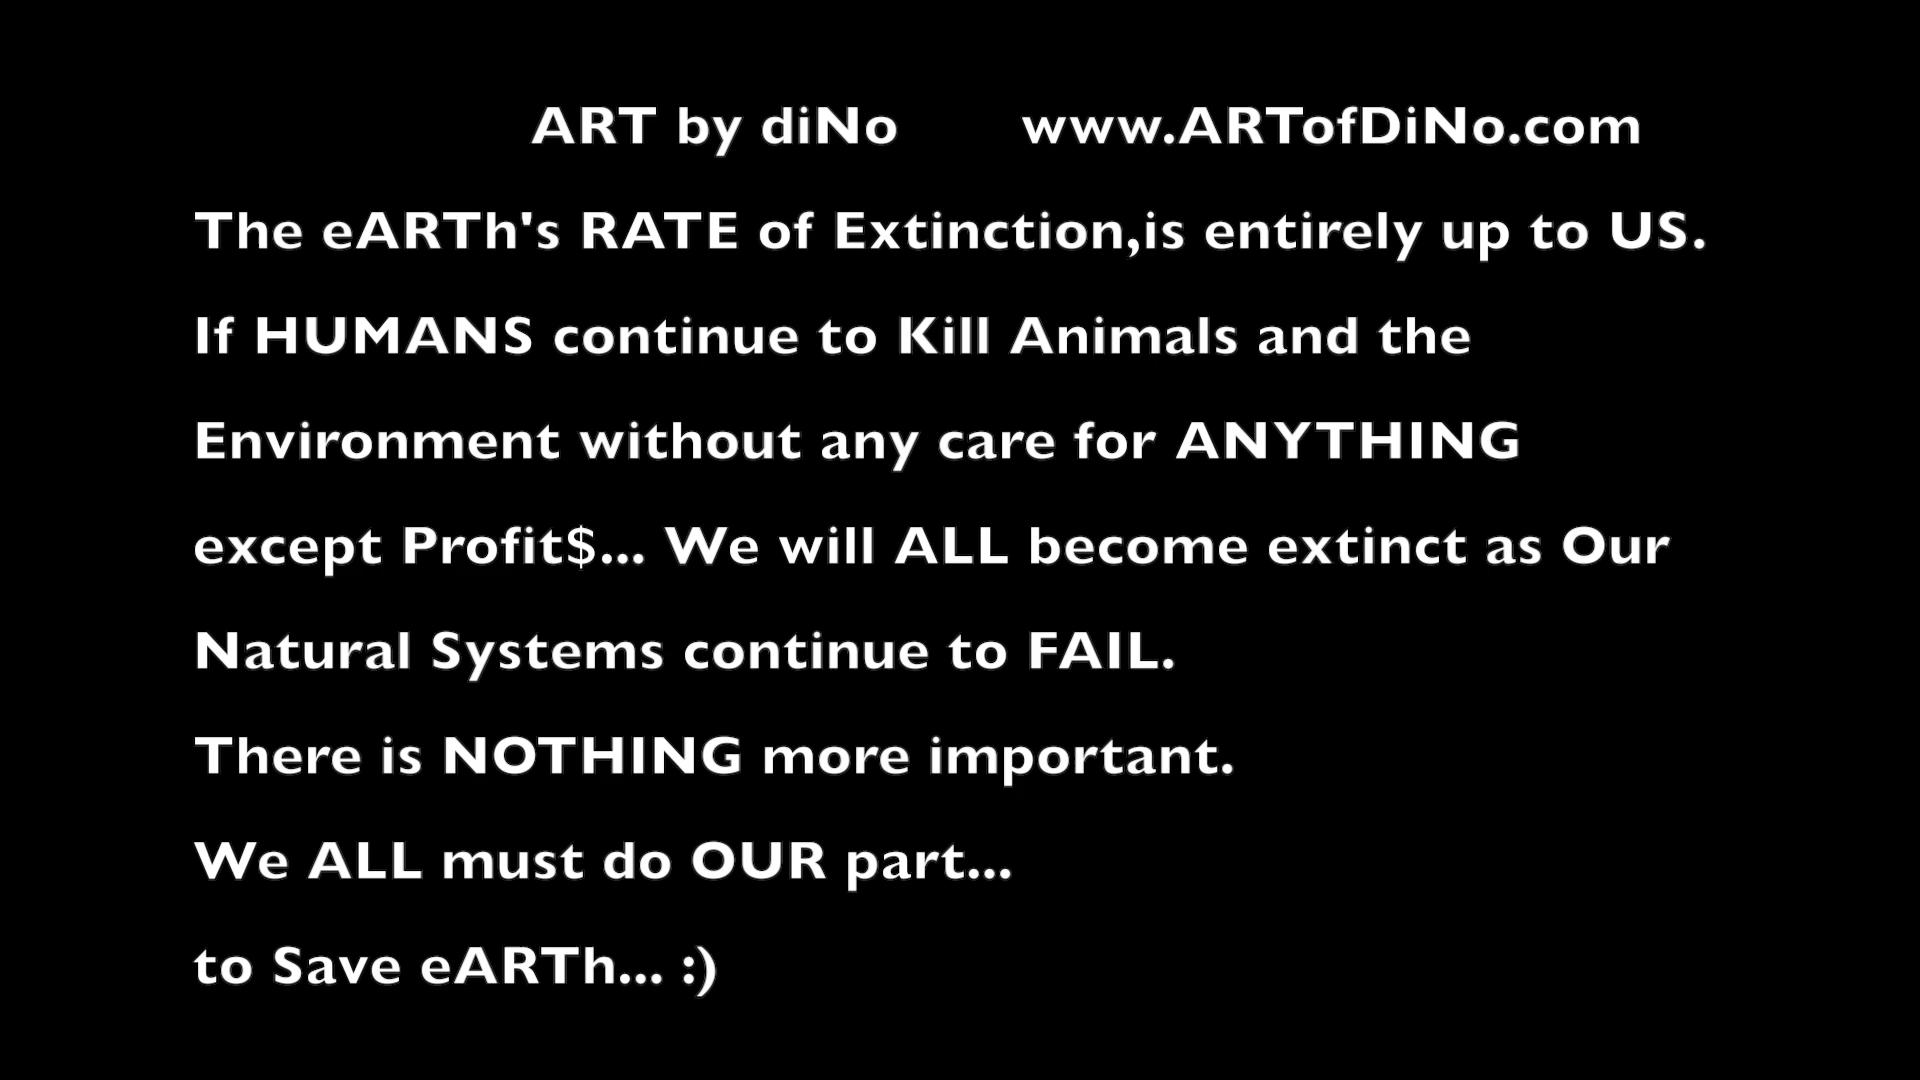 ART by diNo www.ARTofDiNo.com
The eARTh's RATE of Extinction,is entirely up to US.
If HUMANS continue to Kill Animals and the
Environment without any care for ANYTHING
except Profit$... We will ALL become extinct as Our
Natural Systems continue to FAIL.
There is NOTHING more important.
We ALL must do OUR part...
to Save eARTh... :)